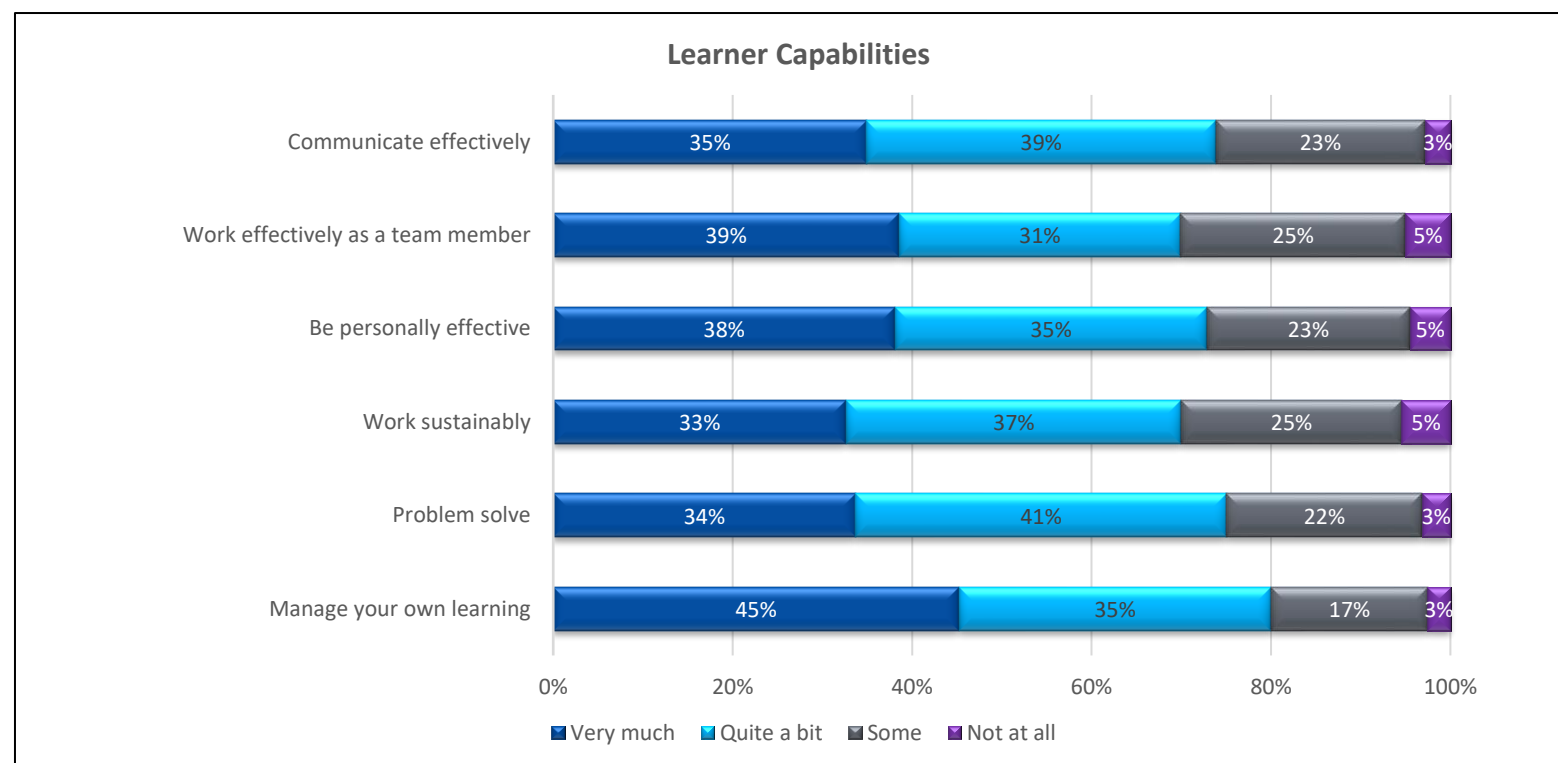 Learner Capabilities
Communicate effectively 35% 39% 23% 3%
Work effectively as a team member 39% 31% 25% 5%
Be personally effective 38% 35% 23% 5%
Work sustainably 33% 37% 25% 5%
Problem solve 34% 41% 22% 3%
Manage your own learning 45% 35% 17% 3%
0% 20% 40% 60% 80% 100%
Very much Quite a bit Some Not at all